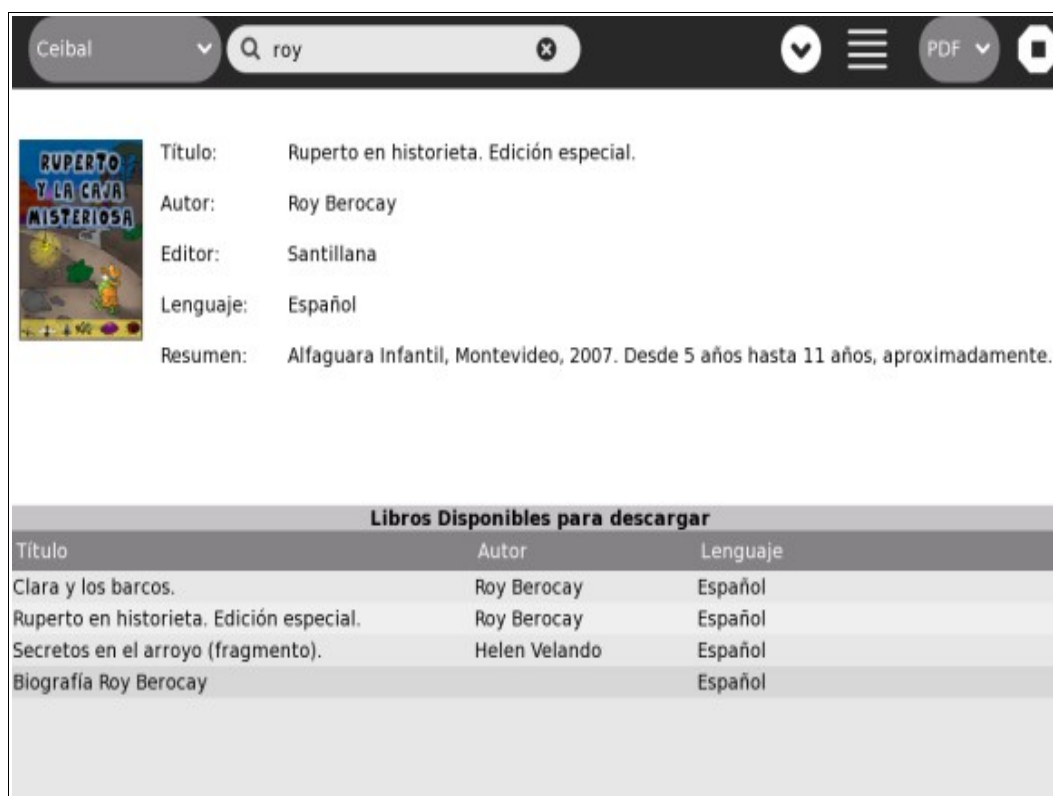 Ceibal roy PDF
RUPERTO
Y LA CAJA
MISTERIOSA
Título: Ruperto en historieta. Edición especial.
Autor: Roy Berocay
Editor: Santillana
Lenguaje: Español
Resumen: Alfaguara Infantil, Montevideo, 2007. Desde 5 años hasta 11 años, aproximadamente.
Libros Disponibles para descargar
Título Autor Lenguaje
Clara y los barcos. Roy Berocay Español
Ruperto en historieta. Edición especial. Roy Berocay Español
Secretos en el arroyo (fragmento). Helen Velando Español
Biografía Roy Berocay Español